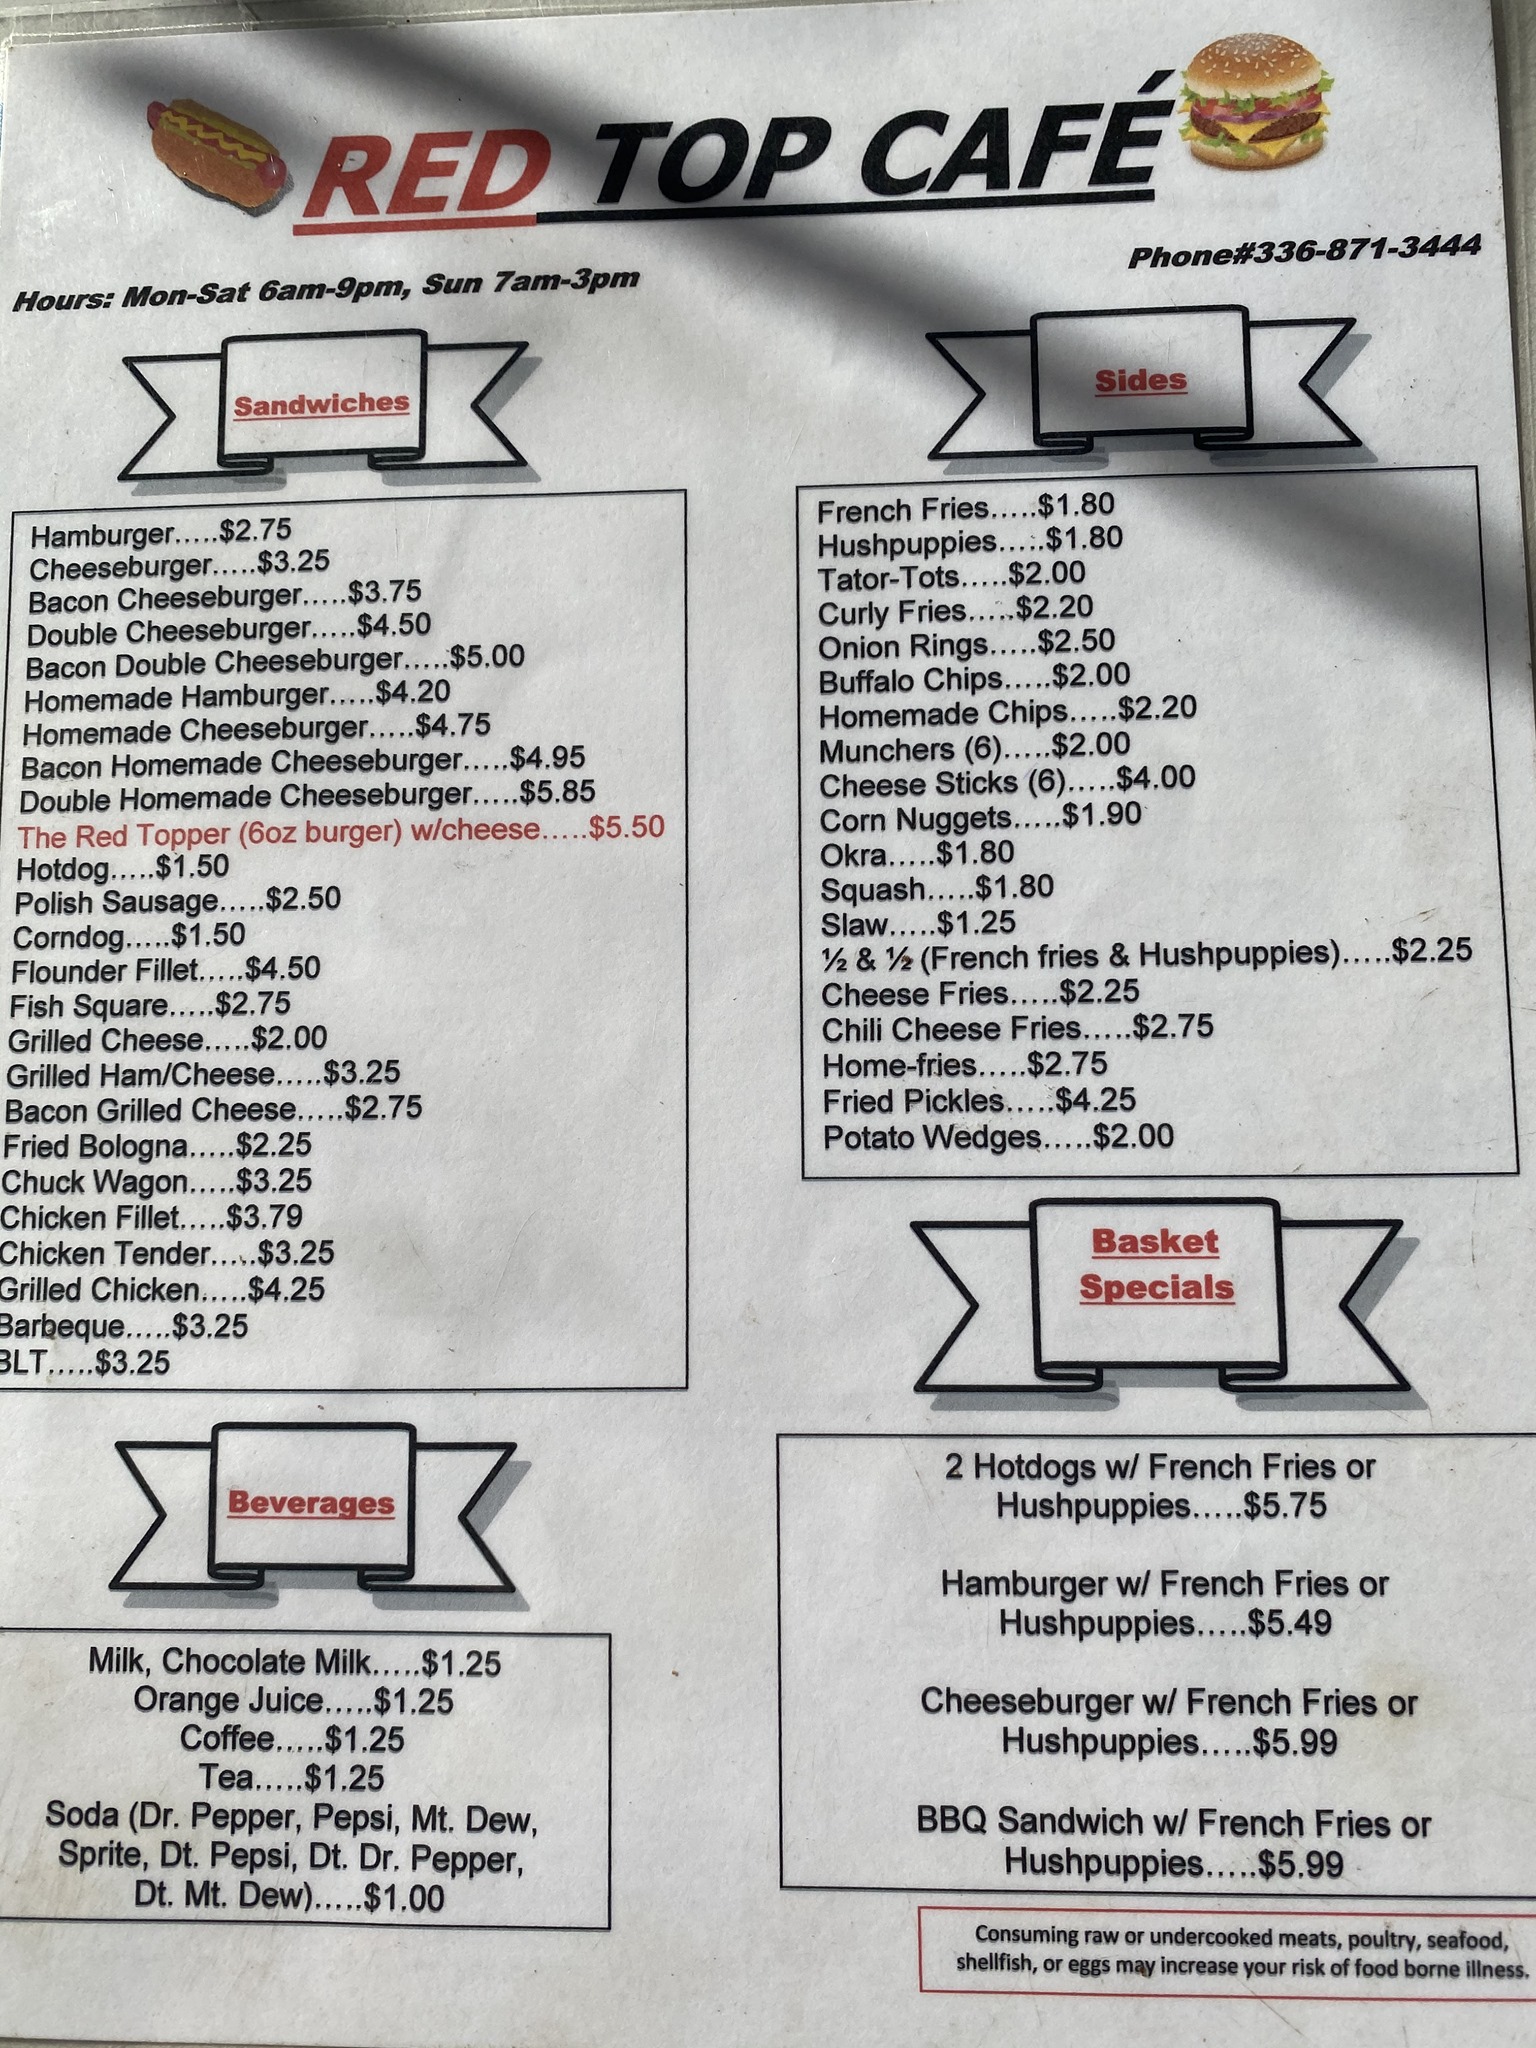 RED TOP CAFÉ
Phone#336-871-3444
Hours: Mon-Sat 6am-9pm, Sun 7am-3pm
Sandwiches
Hamburger.....$2.75
Cheeseburger.....$3.25
Bacon Cheeseburger.....$3.75
Double Cheeseburger.....$4.50
Bacon Double Cheeseburger.....$5.00
Homemade Hamburger.....$4.20
Homemade Cheeseburger.....$4.75
Bacon Homemade Cheeseburger.....$4.95
Double Homemade Cheeseburger.....$5.85
The Red Topper (6oz burger) w/cheese.....$5.50
Hotdog.....$1.50
Polish Sausage.....$2.50
Corndog.....$1.50
Flounder Fillet.....$4.50
Fish Square.....$2.75
Grilled Cheese.....$2.00
Grilled Ham/Cheese.....$3.25
Bacon Grilled Cheese.....$2.75
Fried Bologna.....$2.25
Chuck Wagon.....$3.25
Chicken Fillet.....$3.79
Chicken Tender.....$3.25
Grilled Chicken.....$4.25
Barbeque.....$3.25
BLT.....$3.25
Beverages
Milk, Chocolate Milk.....$1.25
Orange Juice.....$1.25
Coffee.....$1.25
Tea.....$1.25
Soda (Dr. Pepper, Pepsi, Mt. Dew,
Sprite, Dt. Pepsi, Dt. Dr. Pepper,
Dt. Mt. Dew).....$1.00
Sides
French Fries.....$1.80
Hushpuppies.....$1.80
Tator-Tots.....$2.00
Curly Fries.....$2.20
Onion Rings.....$2.50
Buffalo Chips.....$2.00
Homemade Chips.....$2.20
Munchers (6).....$2.00
Cheese Sticks (6).....$4.00
Corn Nuggets.....$1.90
Okra.....$1.80
Squash.....$1.80
Slaw.....$1.25
½ & ½ (French fries & Hushpuppies).....$2.25
Cheese Fries.....$2.25
Chili Cheese Fries.....$2.75
Home-fries.....$2.75
Fried Pickles.....$4.25
Potato Wedges.....$2.00
Basket
Specials
2 Hotdogs w/ French Fries or
Hushpuppies.....$5.75
Hamburger w/ French Fries or
Hushpuppies.....$5.49
Cheeseburger w/ French Fries or
Hushpuppies.....$5.99
BBQ Sandwich w/ French Fries or
Hushpuppies.....$5.99
Consuming raw or undercooked meats, poultry, seafood,
shellfish, or eggs may increase your risk of food borne illness.